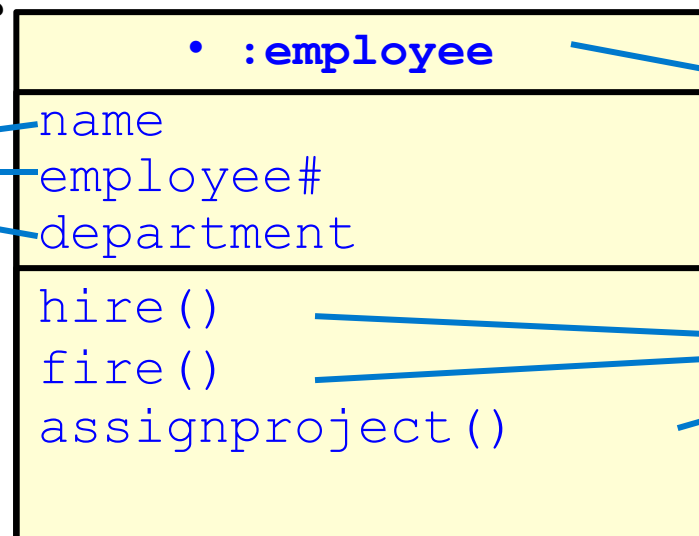 • :employee
name
employee#
department
hire()
fire()
assignproject()